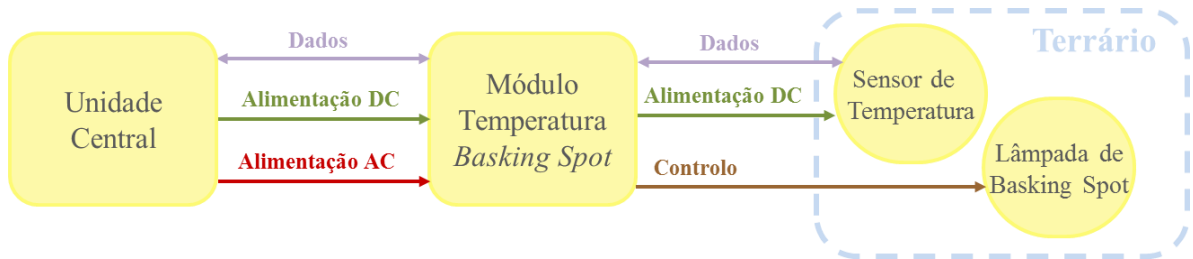 Unidade
Central
Dados
Alimentação DC
Alimentação AC
Módulo
Temperatura
Basking Spot
Dados
Alimentação DC
Controlo
Terrário
Sensor de
Temperatura
Lâmpada de
Basking Spot